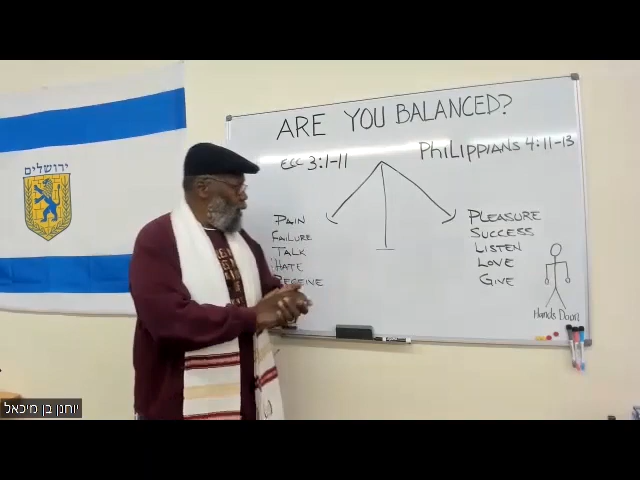 ARE YOU BALANCED?
ECC 3:1-11
PHILIPPIANS 4:11-13
ירושלים
PAIN
FAILURE
TALK
HATE
RECEIVE
PLEASURE
SUCCESS
LISTEN
LOVE
GIVE
Hands Down
יוחנן בן מיכאל